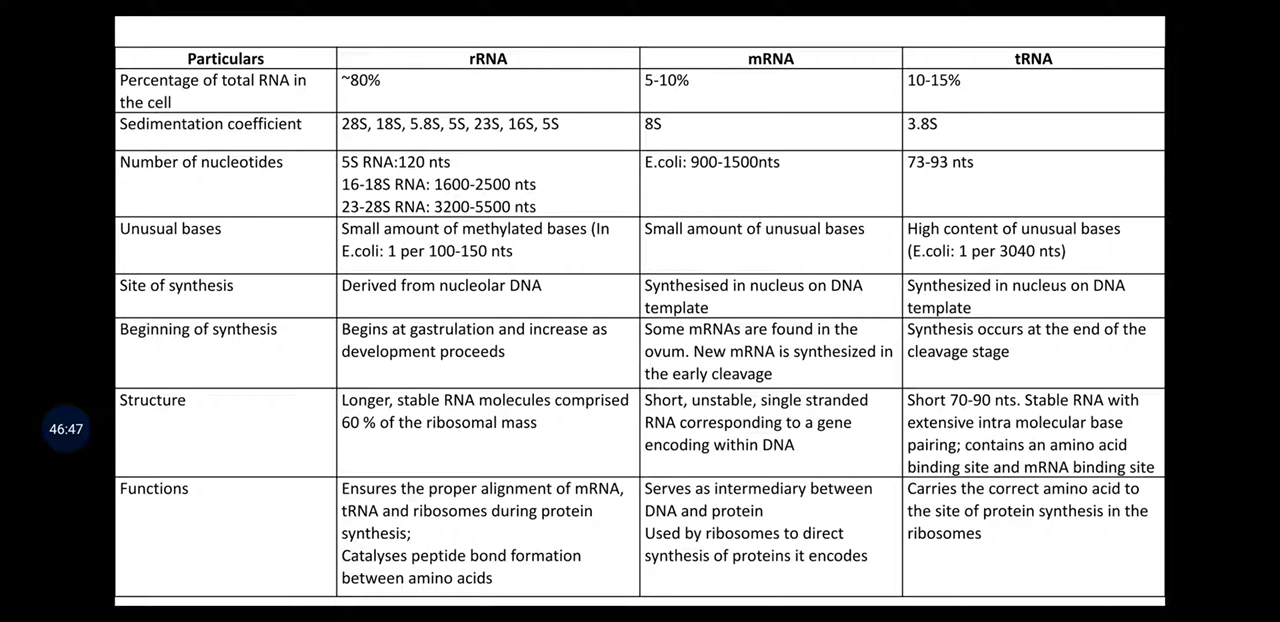 Particulars rRNA mRNA tRNA
Percentage of total RNA in
the cell
~80%
5-10%
10-15%
Sedimentation coefficient
28S, 18S, 5.8S, 5S, 23S, 16S, 5S
8S
3.8S
Number of nucleotides
5S RNA:120 nts
16-18S RNA: 1600-2500 nts
23-28S RNA: 3200-5500 nts
E.coli: 900-1500nts
73-93 nts
Unusual bases
Small amount of methylated bases (In
E.coli: 1 per 100-150 nts
Small amount of unusual bases
High content of unusual bases
(E.coli: 1 per 3040 nts)
Site of synthesis
Derived from nucleolar DNA
Synthesised in nucleus on DNA
template
Synthesized in nucleus on DNA
template
Beginning of synthesis
Begins at gastrulation and increase as
development proceeds
Some mRNAs are found in the
ovum. New mRNA is synthesized in
the early cleavage
Synthesis occurs at the end of the
cleavage stage
Structure
Longer, stable RNA molecules comprised
60 % of the ribosomal mass
Short, unstable, single stranded
RNA corresponding to a gene
encoding within DNA
Short 70-90 nts. Stable RNA with
extensive intra molecular base
pairing; contains an amino acid
binding site and mRNA binding site
Functions
Ensures the proper alignment of mRNA,
tRNA and ribosomes during protein
synthesis;
Catalyses peptide bond formation
between amino acids
Serves as intermediary between
DNA and protein
Used by ribosomes to direct
synthesis of proteins it encodes
Carries the correct amino acid to
the site of protein synthesis in the
ribosomes
46:47